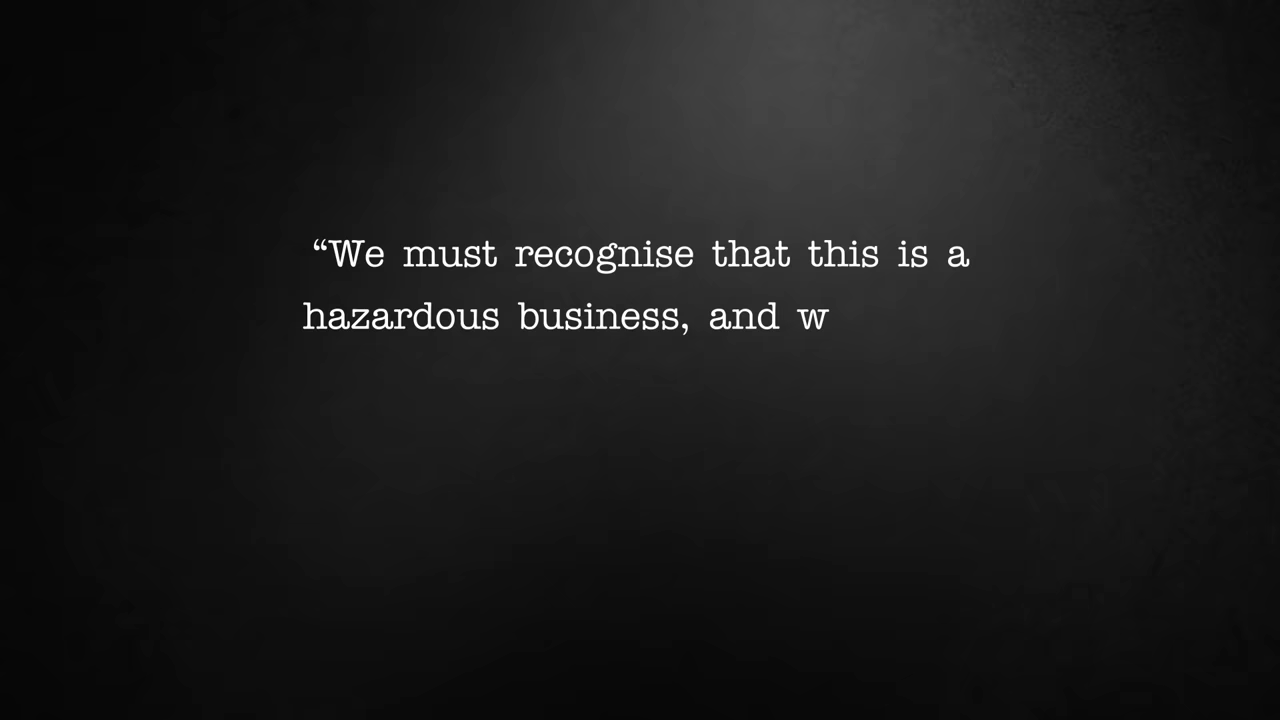 “We must recognise that this is a
hazardous business, and w